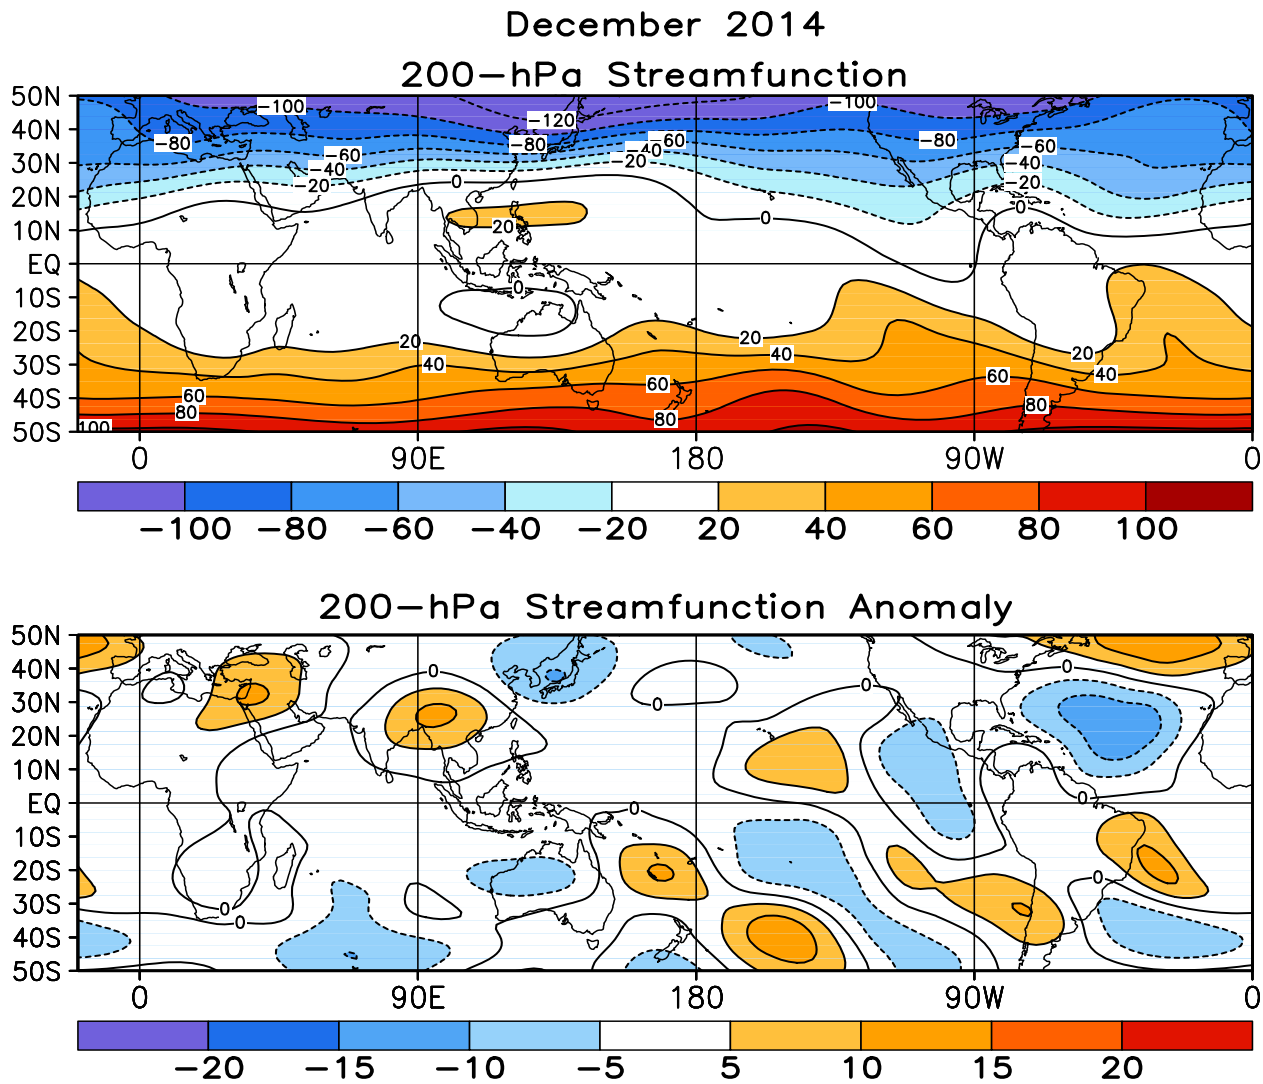 December 2014
200-hPa Streamfunction
50N
40N
30N
20N
10N
EQ
10S
20S
30S
40S
50S
-100
-120
-100
-80
-80
-80
-60
-60
-60
-40
-40
-40
-20
-20
-20
0
0
0
20
0
20
20
20
40
40
40
60
60
60
80
80
80
100
0
90E
180
90W
0
-100 -80 -60 -40 -20 20 40 60 80 100
200-hPa Streamfunction Anomaly
50N
40N
30N
20N
10N
EQ
10S
20S
30S
40S
50S
0
0
0
0
0
0
0
0
0
0
90E
180
90W
0
-20 -15 -10 -5 5 10 15 20